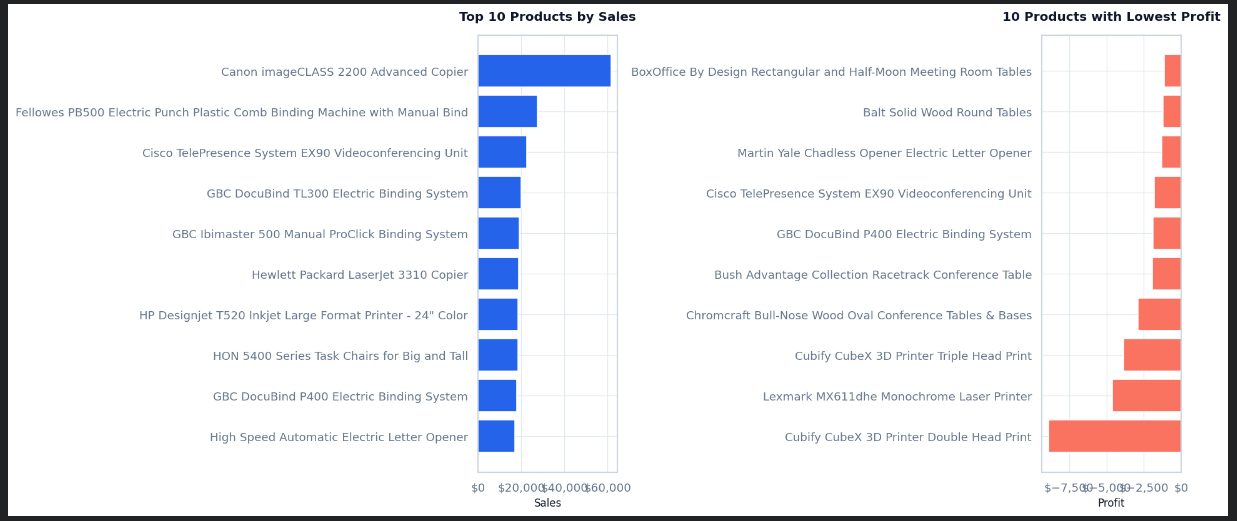 Top 10 Products by Sales
Canon imageCLASS 2200 Advanced Copier
Fellowes PB500 Electric Punch Plastic Comb Binding Machine with Manual Bind
Cisco TelePresence System EX90 Videoconferencing Unit
GBC DocuBind TL300 Electric Binding System
GBC Ibimaster 500 Manual ProClick Binding System
Hewlett Packard LaserJet 3310 Copier
HP Designjet T520 Inkjet Large Format Printer - 24" Color
HON 5400 Series Task Chairs for Big and Tall
GBC DocuBind P400 Electric Binding System
High Speed Automatic Electric Letter Opener
$0 $20,000 $40,000 $60,000
Sales
10 Products with Lowest Profit
BoxOffice By Design Rectangular and Half-Moon Meeting Room Tables
Balt Solid Wood Round Tables
Martin Yale Chadless Opener Electric Letter Opener
Cisco TelePresence System EX90 Videoconferencing Unit
GBC DocuBind P400 Electric Binding System
Bush Advantage Collection Racetrack Conference Table
Chromcraft Bull-Nose Wood Oval Conference Tables & Bases
Cubify CubeX 3D Printer Triple Head Print
Lexmark MX611dhe Monochrome Laser Printer
Cubify CubeX 3D Printer Double Head Print
$−7,500 $−5,000 $−2,500 $0
Profit